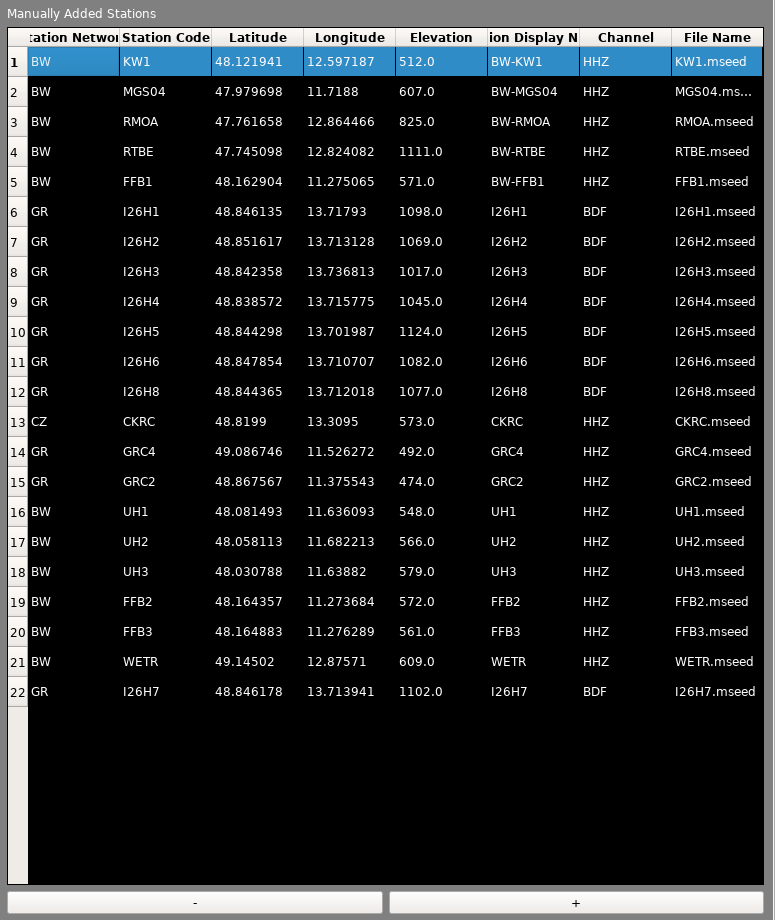 Manually Added Stations
tation Networ Station Code Latitude Longitude Elevation ion Display N Channel File Name
1 BW KW1 48.121941 12.597187 512.0 BW-KW1 HHZ KW1.mseed
2 BW MGS04 47.979698 11.7188 607.0 BW-MGS04 HHZ MGS04.ms...
3 BW RMOA 47.761658 12.864466 825.0 BW-RMOA HHZ RMOA.mseed
4 BW RTBE 47.745098 12.824082 1111.0 BW-RTBE HHZ RTBE.mseed
5 BW FFB1 48.162904 11.275065 571.0 BW-FFB1 HHZ FFB1.mseed
6 GR I26H1 48.846135 13.71793 1098.0 I26H1 BDF I26H1.mseed
7 GR I26H2 48.851617 13.713128 1069.0 I26H2 BDF I26H2.mseed
8 GR I26H3 48.842358 13.736813 1017.0 I26H3 BDF I26H3.mseed
9 GR I26H4 48.838572 13.715775 1045.0 I26H4 BDF I26H4.mseed
10 GR I26H5 48.844298 13.701987 1124.0 I26H5 BDF I26H5.mseed
11 GR I26H6 48.847854 13.710707 1082.0 I26H6 BDF I26H6.mseed
12 GR I26H8 48.844365 13.712018 1077.0 I26H8 BDF I26H8.mseed
13 CZ CKRC 48.8199 13.3095 573.0 CKRC HHZ CKRC.mseed
14 GR GRC4 49.086746 11.526272 492.0 GRC4 HHZ GRC4.mseed
15 GR GRC2 48.867567 11.375543 474.0 GRC2 HHZ GRC2.mseed
16 BW UH1 48.081493 11.636093 548.0 UH1 HHZ UH1.mseed
17 BW UH2 48.058113 11.682213 566.0 UH2 HHZ UH2.mseed
18 BW UH3 48.030788 11.63882 579.0 UH3 HHZ UH3.mseed
19 BW FFB2 48.164357 11.273684 572.0 FFB2 HHZ FFB2.mseed
20 BW FFB3 48.164883 11.276289 561.0 FFB3 HHZ FFB3.mseed
21 BW WETR 49.14502 12.87571 609.0 WETR HHZ WETR.mseed
22 GR I26H7 48.846178 13.713941 1102.0 I26H7 BDF I26H7.mseed
- +